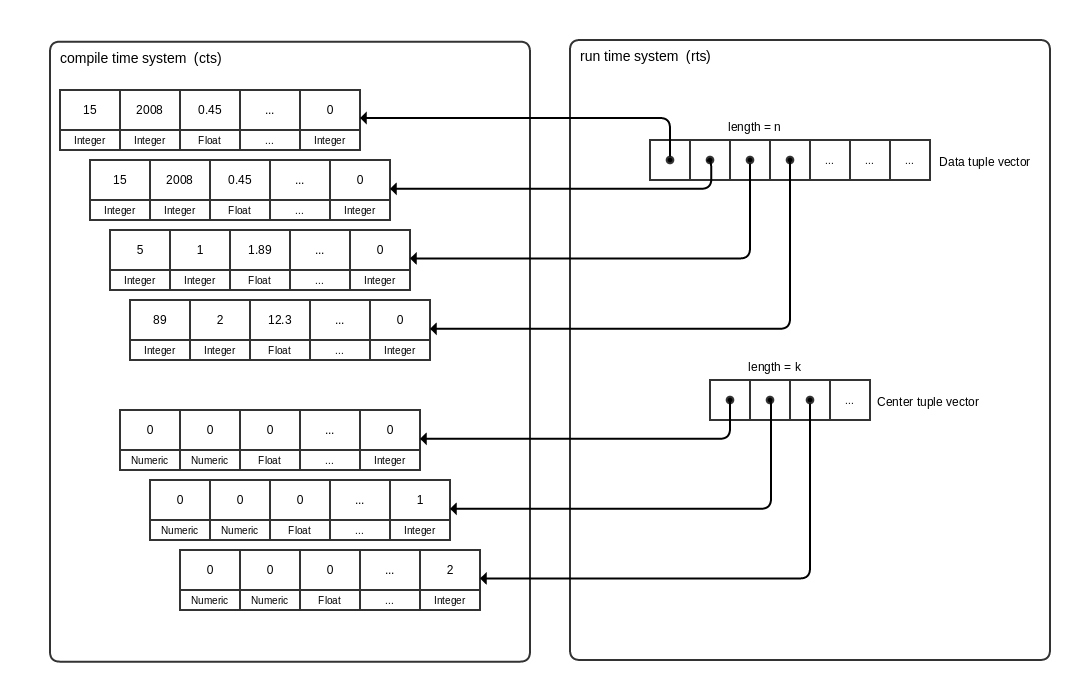 compile time system  (cts)
run time system  (rts)
15 2008 0.45 ... 0
Integer Integer Float ... Integer
length = n
... ... ...
Data tuple vector
15 2008 0.45 ... 0
Integer Integer Float ... Integer
5 1 1.89 ... 0
Integer Integer Float ... Integer
89 2 12.3 ... 0
Integer Integer Float ... Integer
length = k
...
Center tuple vector
0 0 0 ... 0
Numeric Numeric Float ... Integer
0 0 0 ... 1
Numeric Numeric Float ... Integer
0 0 0 ... 2
Numeric Numeric Float ... Integer